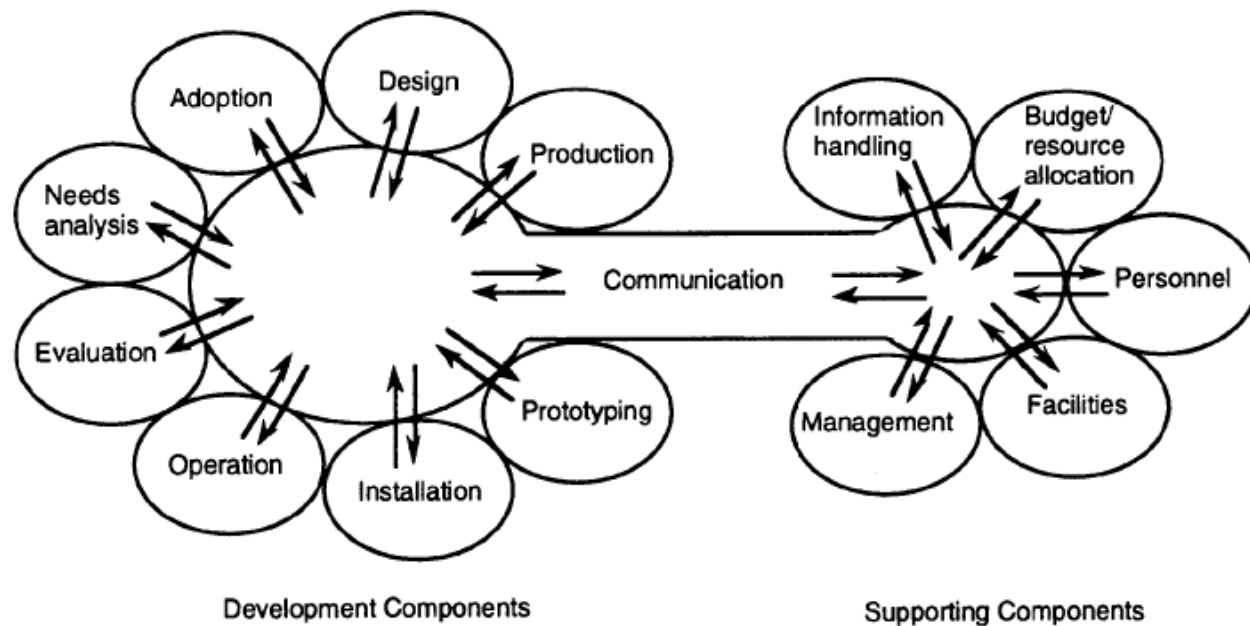 Design
Adoption
Production
Needs
analysis
Evaluation
Operation
Installation
Prototyping
Communication
Information
handling
Budget/
resource
allocation
Personnel
Facilities
Management
Development Components
Supporting Components